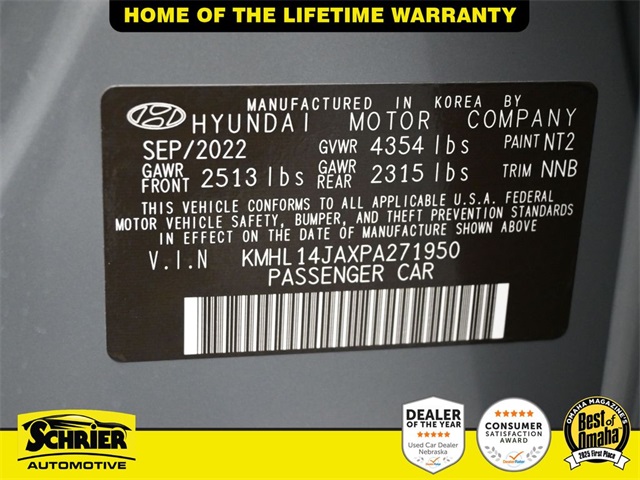 HOME OF THE LIFETIME WARRANTY
MANUFACTURED IN KOREA BY
HYUNDAI MOTOR COMPANY
SEP/2022 GVWR 4354 lbs PAINT NT2
GAWR FRONT 2513 lbs GAWR REAR 2315 lbs TRIM NNB
THIS VEHICLE CONFORMS TO ALL APPLICABLE U.S.A. FEDERAL
MOTOR VEHICLE SAFETY, BUMPER, AND THEFT PREVENTION STANDARDS
IN EFFECT ON THE DATE OF MANUFACTURE SHOWN ABOVE
V.I.N KMHL14JAXPA271950
PASSENGER CAR
SCHRIER
AUTOMOTIVE
DEALER
OF THE YEAR
Used Car Dealer
Nebraska
DealerRater
CONSUMER
SATISFACTION
AWARD
DealerRater
OMAHA MAGAZINE'S
Best of
Omaha
2025 First Place